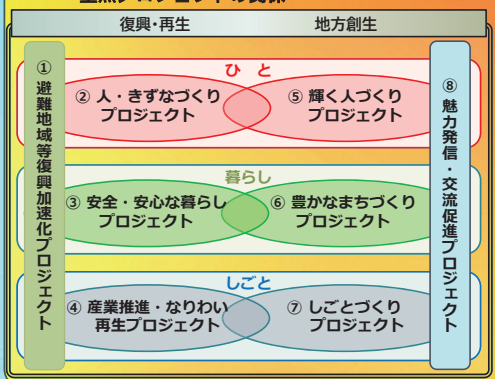 復興･再生
地方創生
① 避難地域等復興加速化プロジェクト
ひ と
② 人・きずなづくり
プロジェクト
⑤ 輝く人づくり
プロジェクト
暮らし
③ 安全・安心な暮らし
プロジェクト
⑥ 豊かなまちづくり
プロジェクト
しごと
④ 産業推進・なりわい
再生プロジェクト
⑦ しごとづくり
プロジェクト
⑧ 魅力発信・交流促進プロジェクト